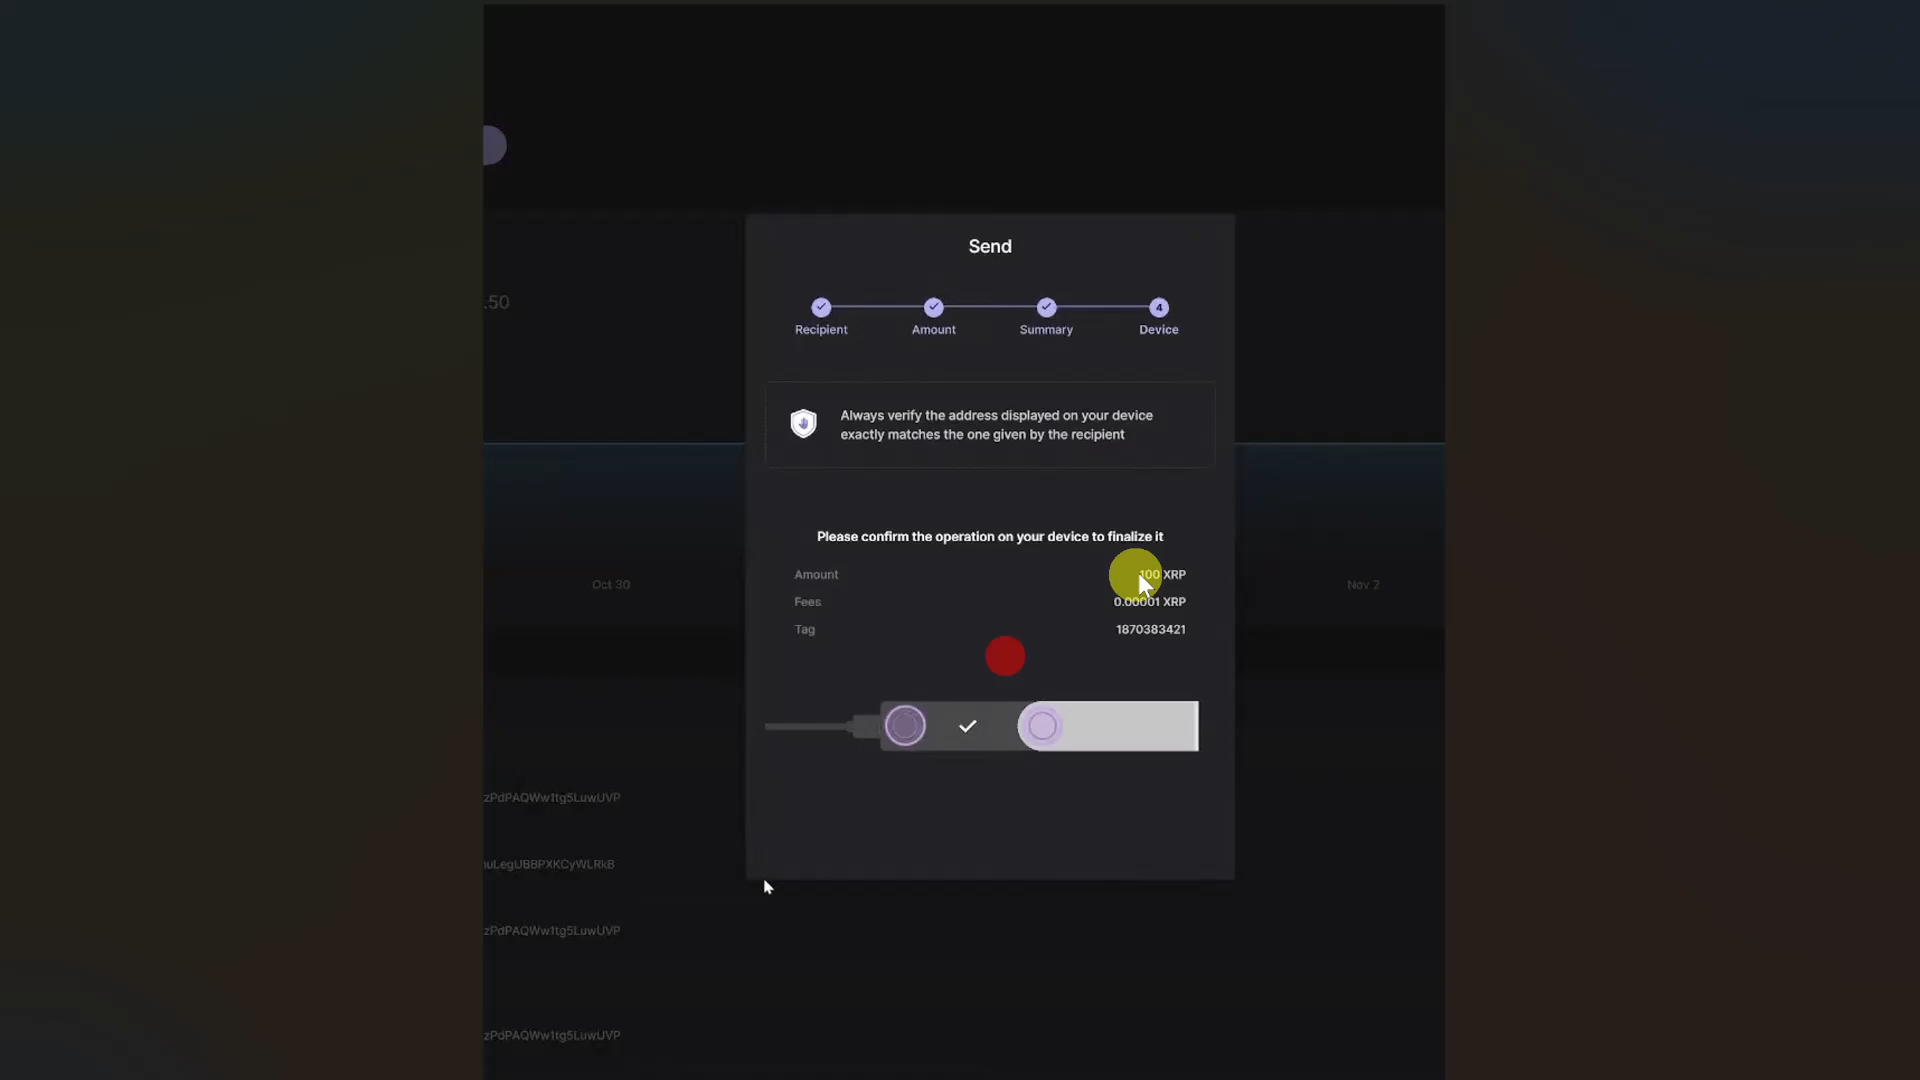 Send
4
Recipient
Amount
Summary
Device
.50
Always verify the address displayed on your device
exactly matches the one given by the recipient
Please confirm the operation on your device to finalize it
Amount 100 XRP
Fees 0.00001 XRP
Tag 1870383421
Oct 30
Nov 2
zPdPAQWw1tg5LuwUVP
uLegUBBPXKCyWLRkB
zPdPAQWw1tg5LuwUVP
zPdPAQWw1tg5LuwUVP